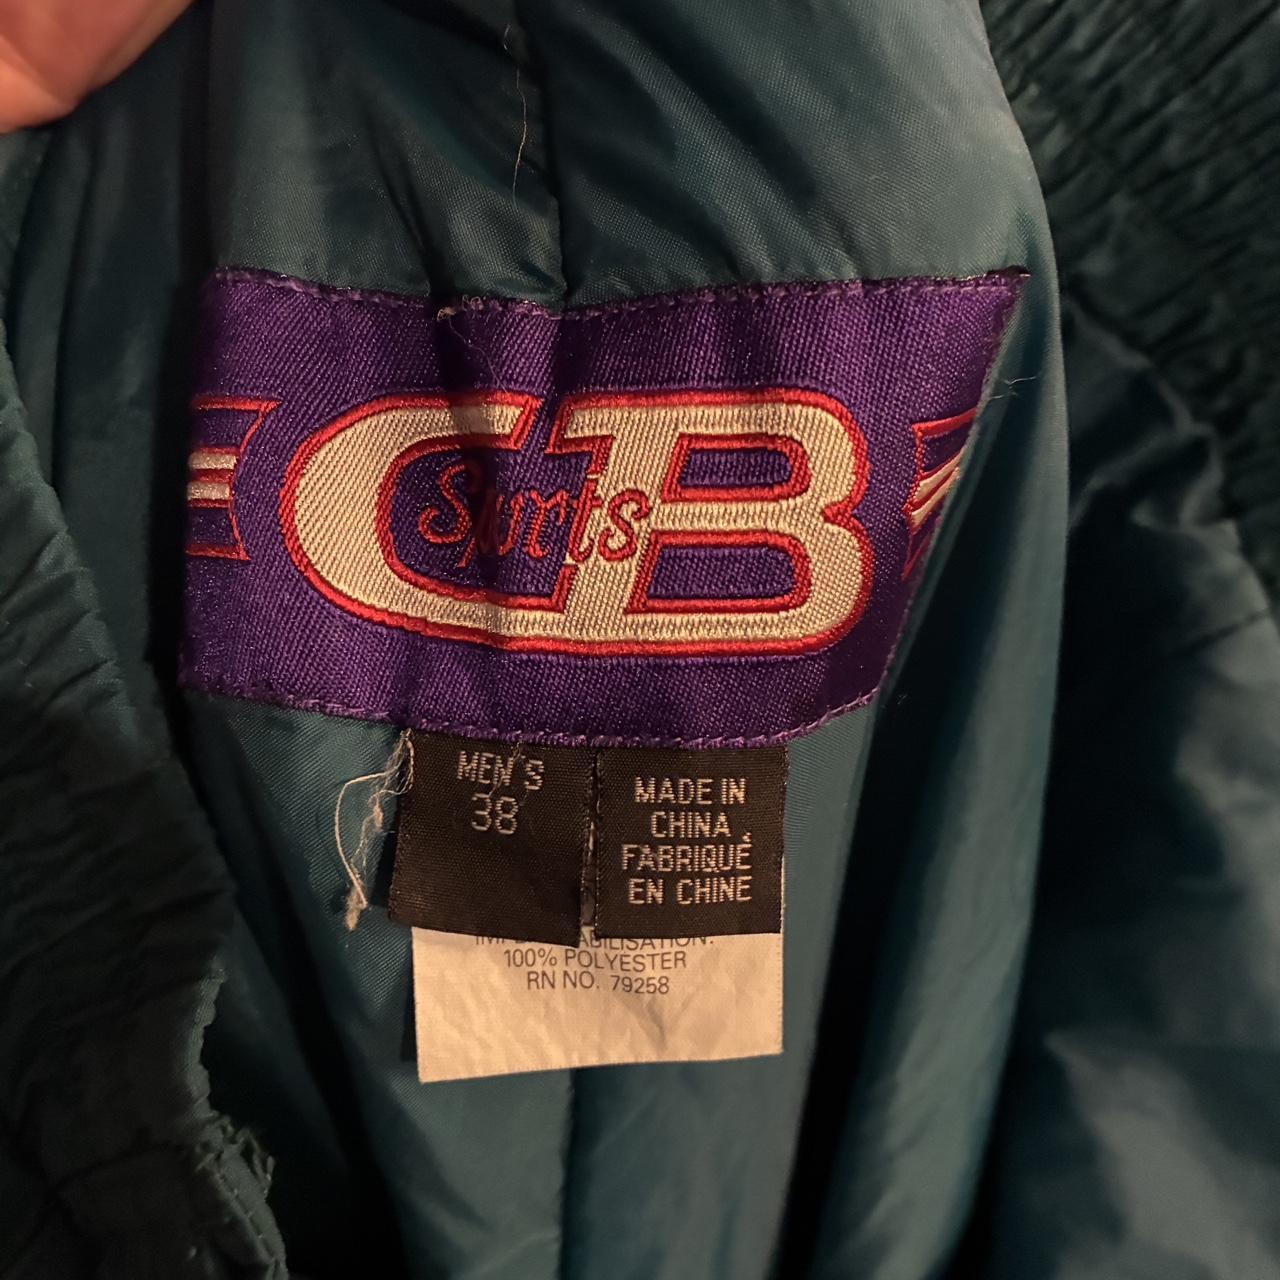 CB
Sports
MEN'S
38
MADE IN
CHINA
FABRIQUÉ
EN CHINE
100% POLYESTER
RN NO. 79258